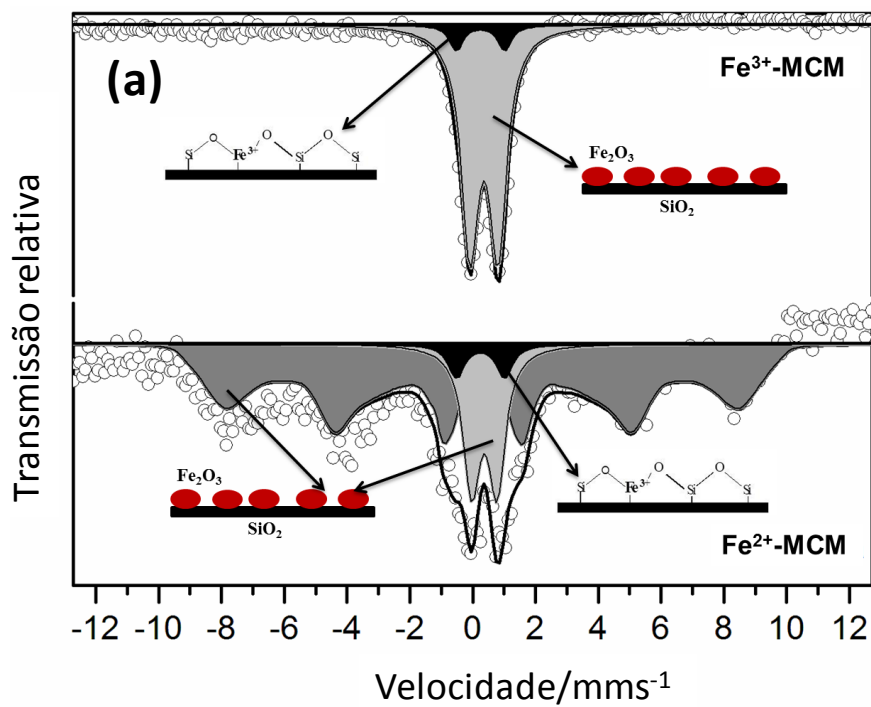 (a)
Fe³⁺-MCM
O O O
Si Fe³⁺ Si Si
Fe₂O₃
SiO₂
Transmissão relativa
Fe₂O₃
SiO₂
O O O
Si Fe³⁺ Si Si
Fe²⁺-MCM
-12 -10 -8 -6 -4 -2 0 2 4 6 8 10 12
Velocidade/mms⁻¹